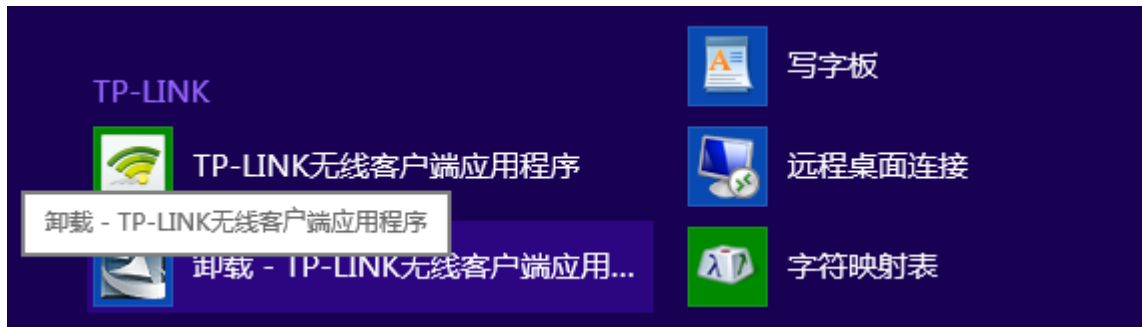 TP-LINK
TP-LINK无线客户端应用程序
卸载 - TP-LINK无线客户端应用程序
卸载 - TP-LINK无线客户端应用...
写字板
远程桌面连接
字符映射表